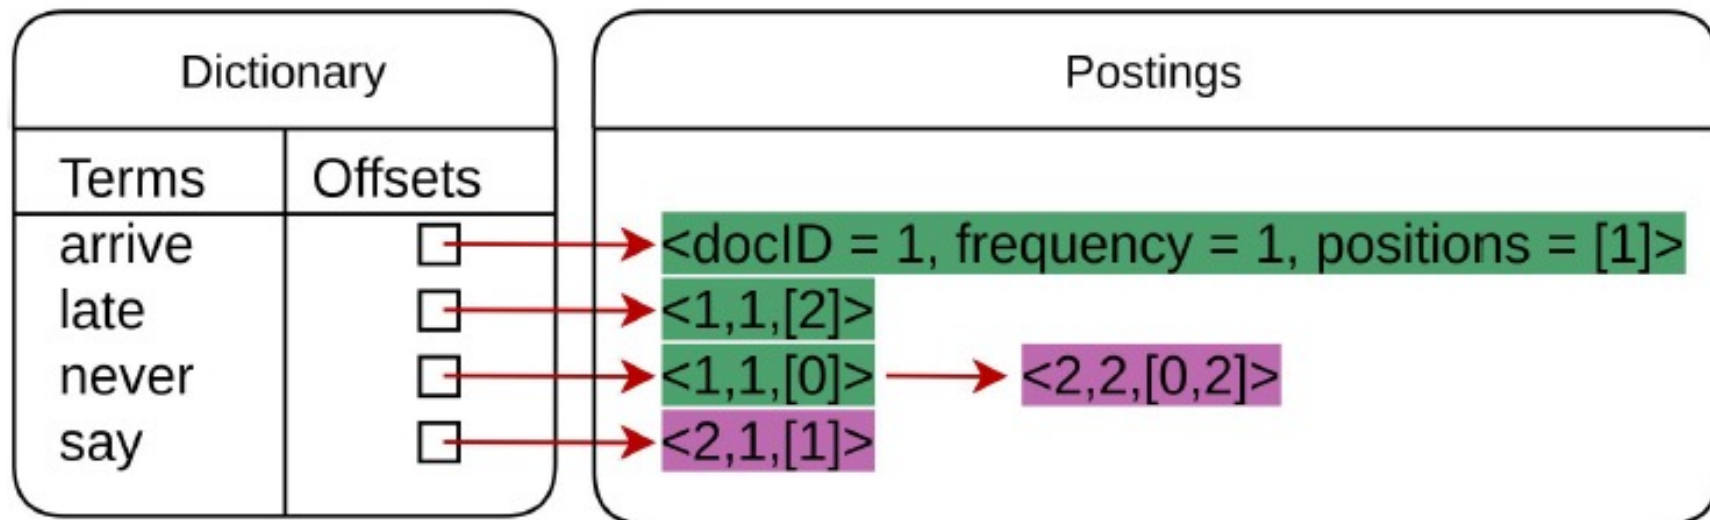 Dictionary Postings
Terms Offsets
arrive <docID = 1, frequency = 1, positions = [1]>
late <1,1,[2]>
never <1,1,[0]> <2,2,[0,2]>
say <2,1,[1]>